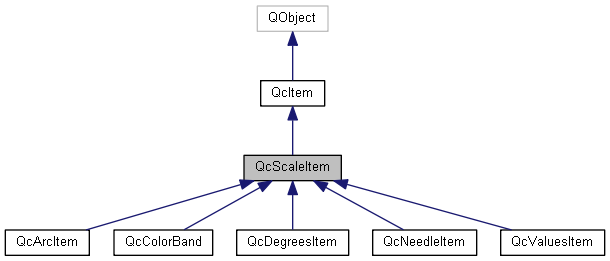 QObject
QcItem
QcScaleItem
QcArcItem
QcColorBand
QcDegreesItem
QcNeedleItem
QcValuesItem